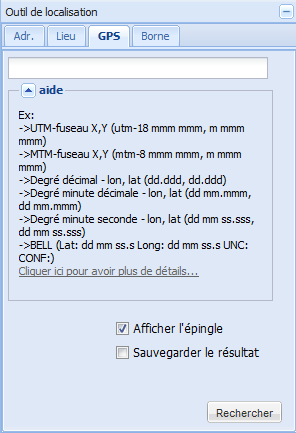 Outil de localisation
Adr. Lieu GPS Borne
aide
Ex:
->UTM-fuseau X,Y (utm-18 mmm mmm, m mmm
mmm)
->MTM-fuseau X,Y (mtm-8 mmm mmm, m mmm
mmm)
->Degré décimal - lon, lat (dd.ddd, dd.ddd)
->Degré minute décimale - lon, lat (dd mm.mmm,
dd mm.mmm)
->Degré minute seconde - lon, lat (dd mm ss.sss,
dd mm ss.sss)
->BELL (Lat: dd mm ss.s Long: dd mm ss.s UNC:
CONF:)
Cliquer ici pour avoir plus de détails...
Afficher l'épingle
Sauvegarder le résultat
Rechercher